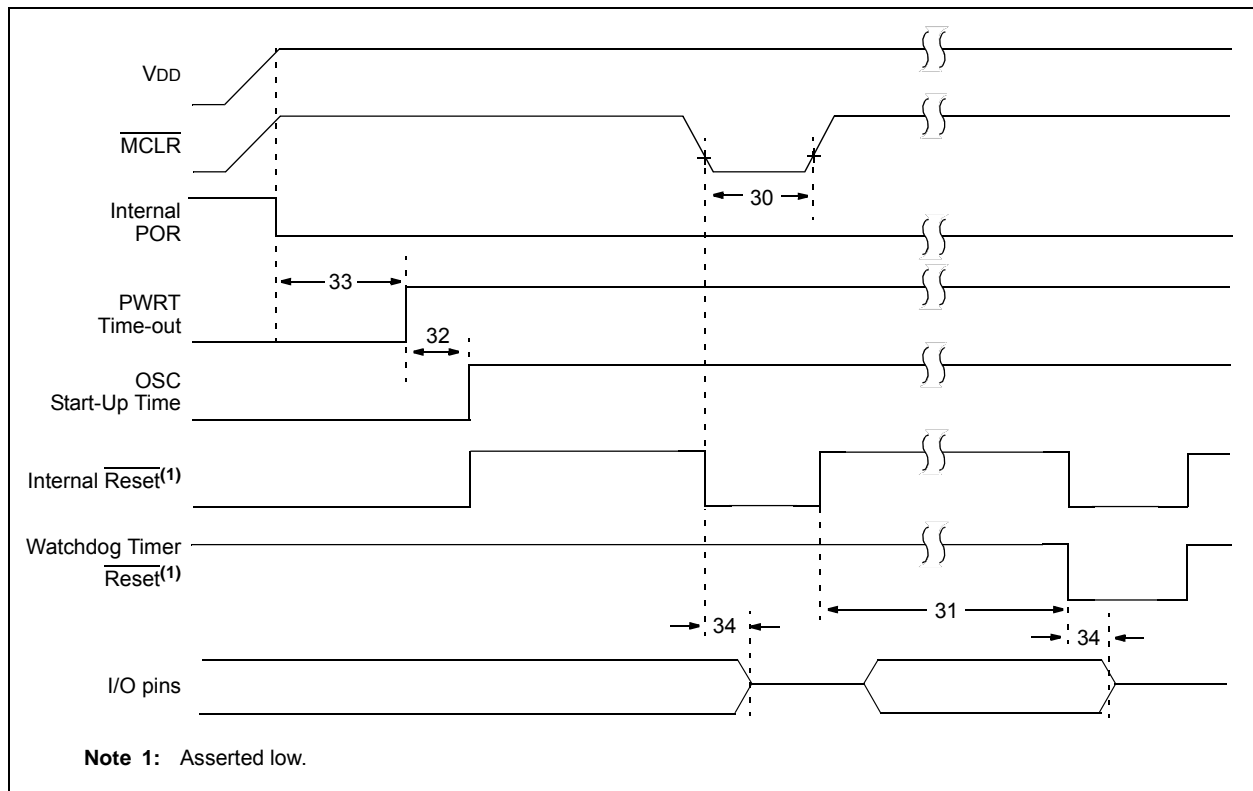 VDD
MCLR
30
Internal
POR
33
PWRT
Time-out
32
OSC
Start-Up Time
Internal Reset(1)
Watchdog Timer
Reset(1)
31
34
34
I/O pins
Note 1: Asserted low.